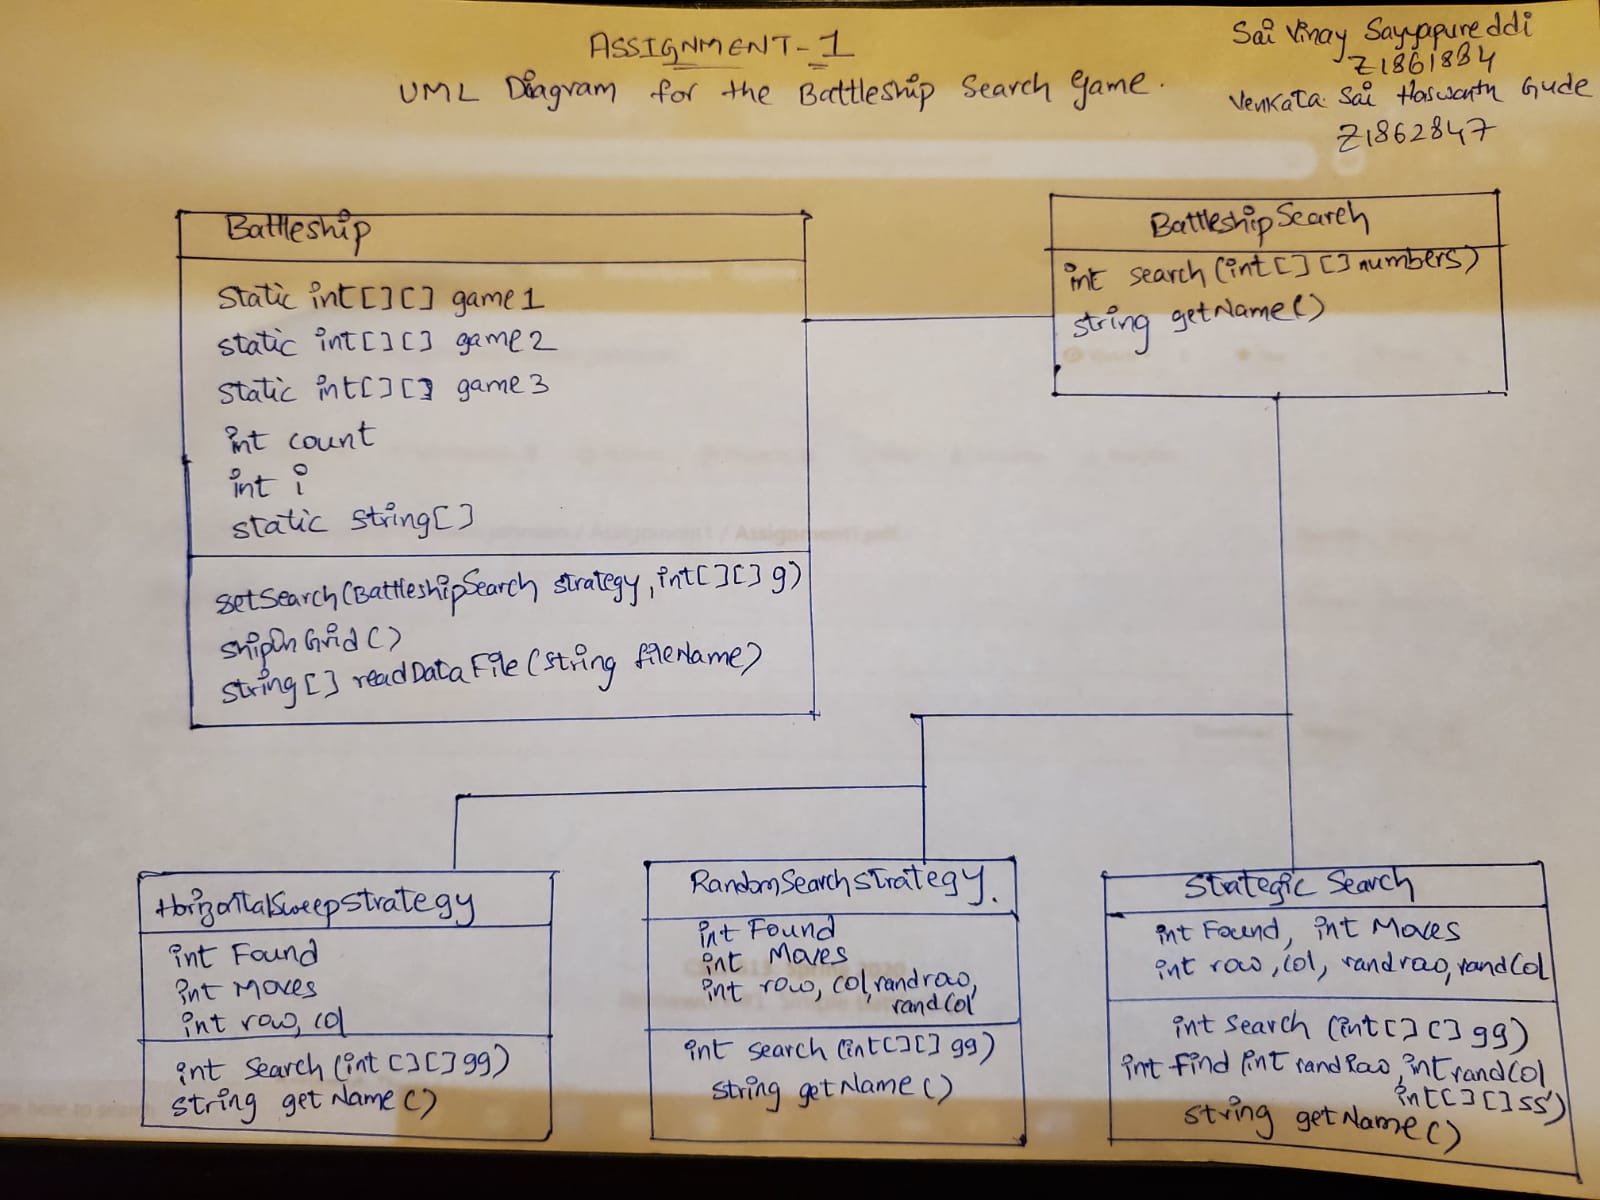 ASSIGNMENT-1
UML Diagram for the Battleship Search Game.
Sai Vinay Sayyapureddi
Z1861884
Venkata Sai Haswanth Gude
Z1862847
Battleship
Static int[][] game1
static int[][] game2
static int[][] game3
int count
int i
static string[]
setSearch(BattleshipSearch strategy, int[][] g)
shipOnGrid()
string[] readDataFile(string fileName)
BattleshipSearch
int search(int[][] numbers)
string getName()
HorizontalSweepstrategy
int Found
int Moves
int row, col
int Search(int[][] gg)
string getName()
RandomSearchstrategy.
int Found
int Moves
int row, col, randrow,
randCol
int search(int[][] gg)
string getName()
Stategic Search
int Found, int Moves
int row, col, randrow, randCol
int Search (int[][] gg)
int find (int randRow, int randCol
int[][] ss)
string getName()